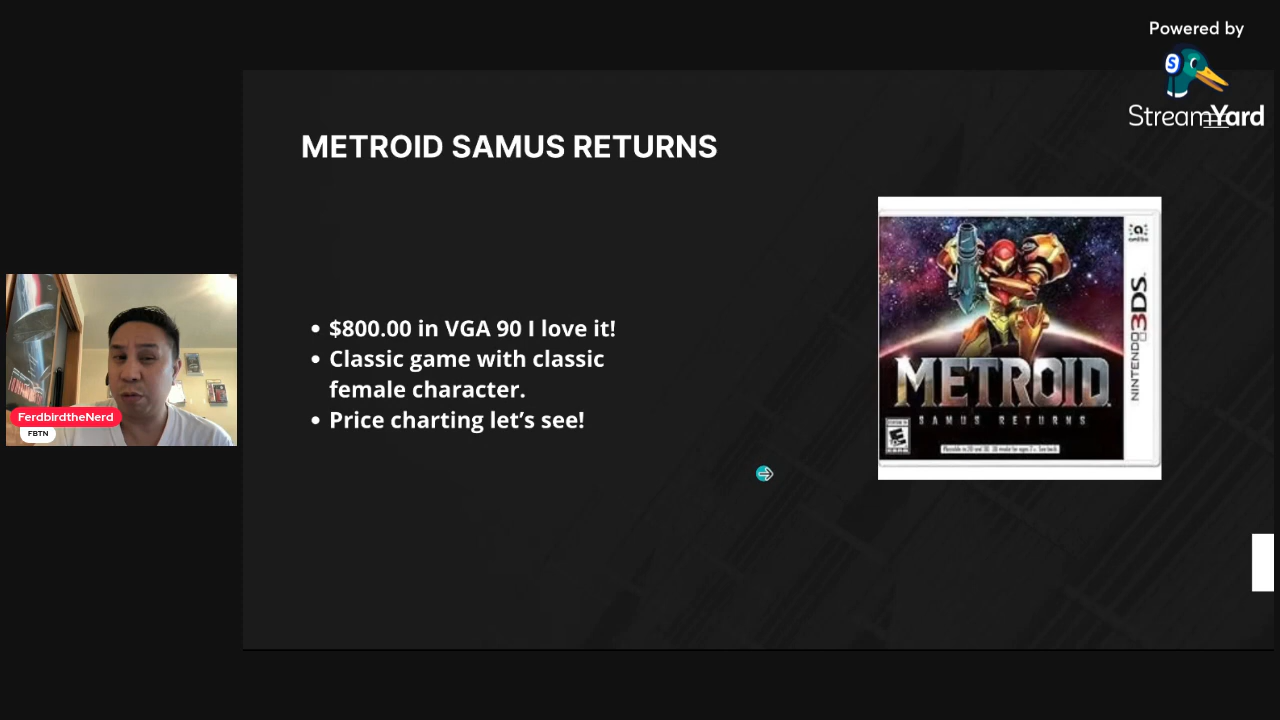 Powered by
StreamYard
METROID SAMUS RETURNS
• $800.00 in VGA 90 I love it!
• Classic game with classic
female character.
• Price charting let’s see!
FerdbirdtheNerd
FBTN
amiibo
NINTENDO 3DS
METROID
SAMUS RETURNS
E